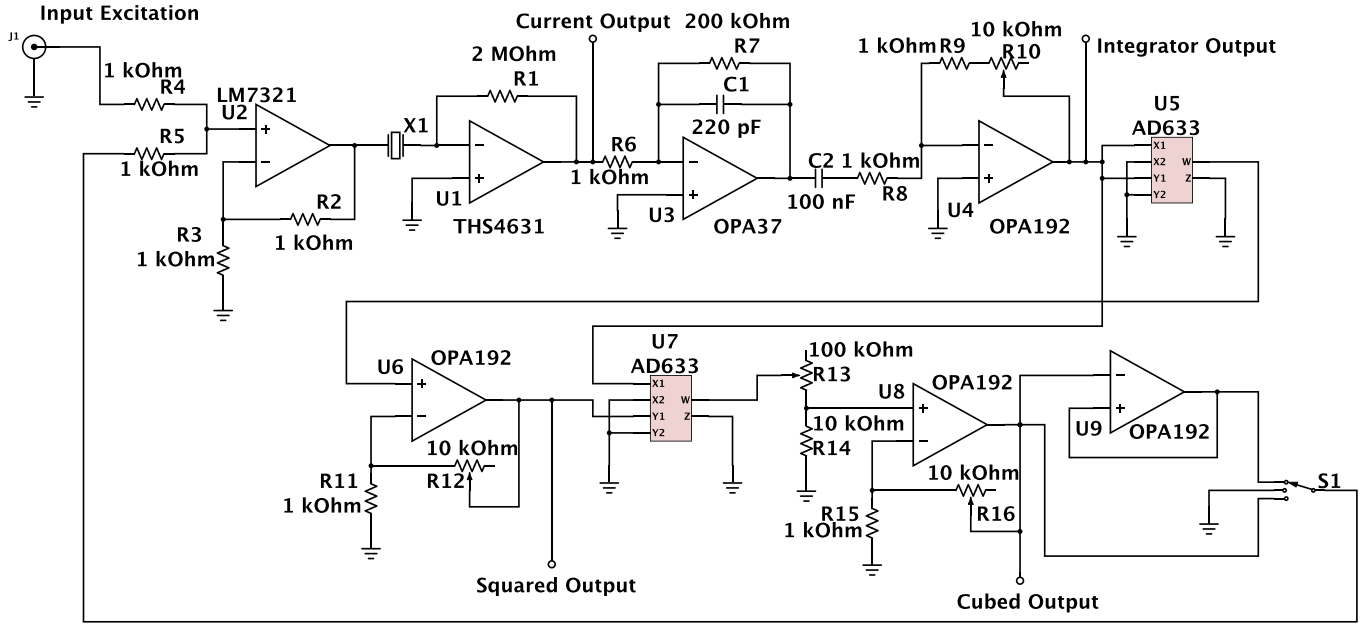 Input Excitation
J1
1 kOhm
R4
R5
1 kOhm
LM7321
U2
+
−
R2
1 kOhm
R3
1 kOhm
X1
2 MOhm
R1
−
+
U1
THS4631
Current Output
R6
1 kOhm
200 kOhm
R7
C1
220 pF
−
+
U3
OPA37
C2
100 nF
1 kOhm
R8
1 kOhm
R9
10 kOhm
R10
−
+
U4
OPA192
Integrator Output
U5
AD633
X1
X2
Y1
Y2
W
Z
U6
OPA192
+
−
10 kOhm
R12
R11
1 kOhm
Squared Output
U7
AD633
X1
X2
Y1
Y2
W
Z
100 kOhm
R13
10 kOhm
R14
U8
OPA192
+
−
10 kOhm
R16
R15
1 kOhm
Cubed Output
−
+
U9
OPA192
S1